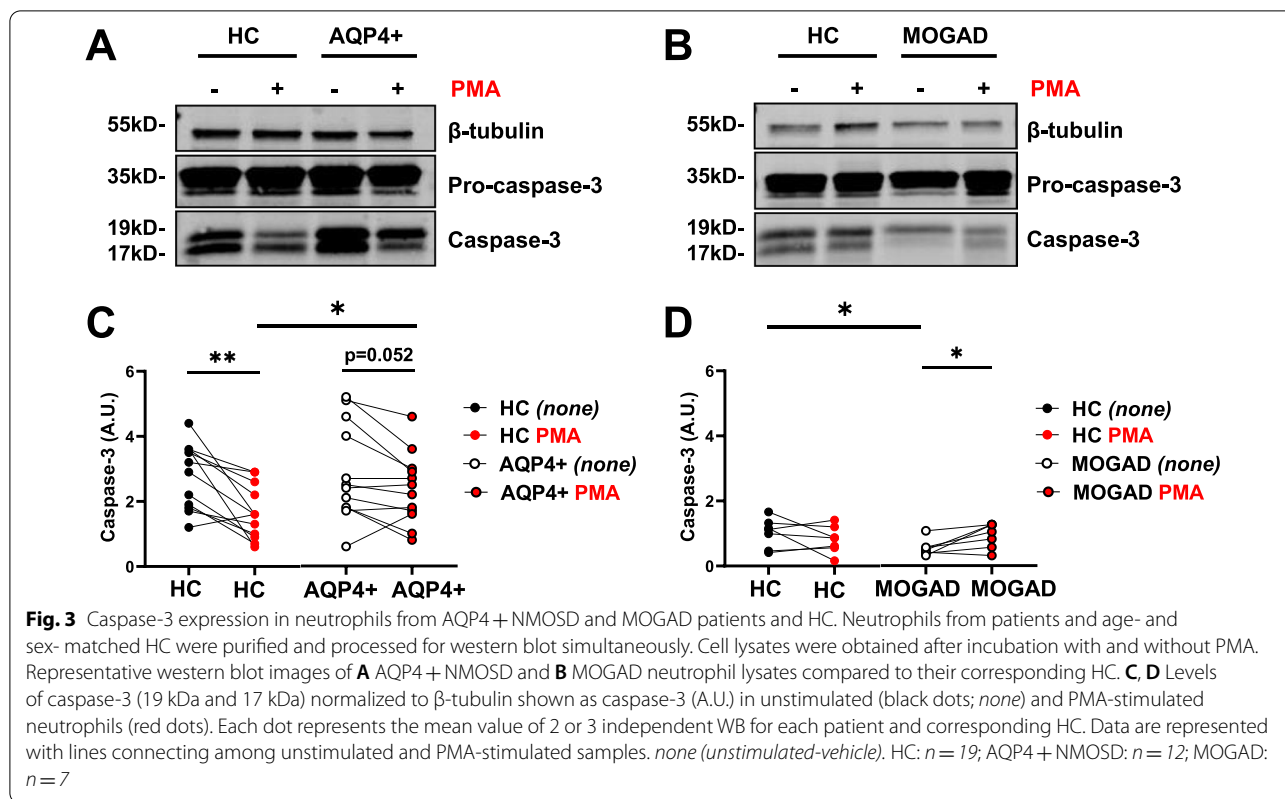 A
HC AQP4+
- + - + PMA
55kD- β-tubulin
35kD- Pro-caspase-3
19kD-
17kD- Caspase-3
B
HC MOGAD
- + - + PMA
55kD- β-tubulin
35kD- Pro-caspase-3
19kD-
17kD- Caspase-3
C
*
** p=0.052
Caspase-3 (A.U.)
6
4
2
0
HC HC AQP4+ AQP4+
HC (none)
HC PMA
AQP4+ (none)
AQP4+ PMA
D
*
*
Caspase-3 (A.U.)
6
4
2
0
HC HC MOGAD MOGAD
HC (none)
HC PMA
MOGAD (none)
MOGAD PMA
Fig. 3 Caspase-3 expression in neutrophils from AQP4+NMOSD and MOGAD patients and HC. Neutrophils from patients and age- and
sex- matched HC were purified and processed for western blot simultaneously. Cell lysates were obtained after incubation with and without PMA.
Representative western blot images of A AQP4+NMOSD and B MOGAD neutrophil lysates compared to their corresponding HC. C, D Levels
of caspase-3 (19 kDa and 17 kDa) normalized to β-tubulin shown as caspase-3 (A.U.) in unstimulated (black dots; none) and PMA-stimulated
neutrophils (red dots). Each dot represents the mean value of 2 or 3 independent WB for each patient and corresponding HC. Data are represented
with lines connecting among unstimulated and PMA-stimulated samples. none (unstimulated-vehicle). HC: n=19; AQP4+NMOSD: n=12; MOGAD:
n=7